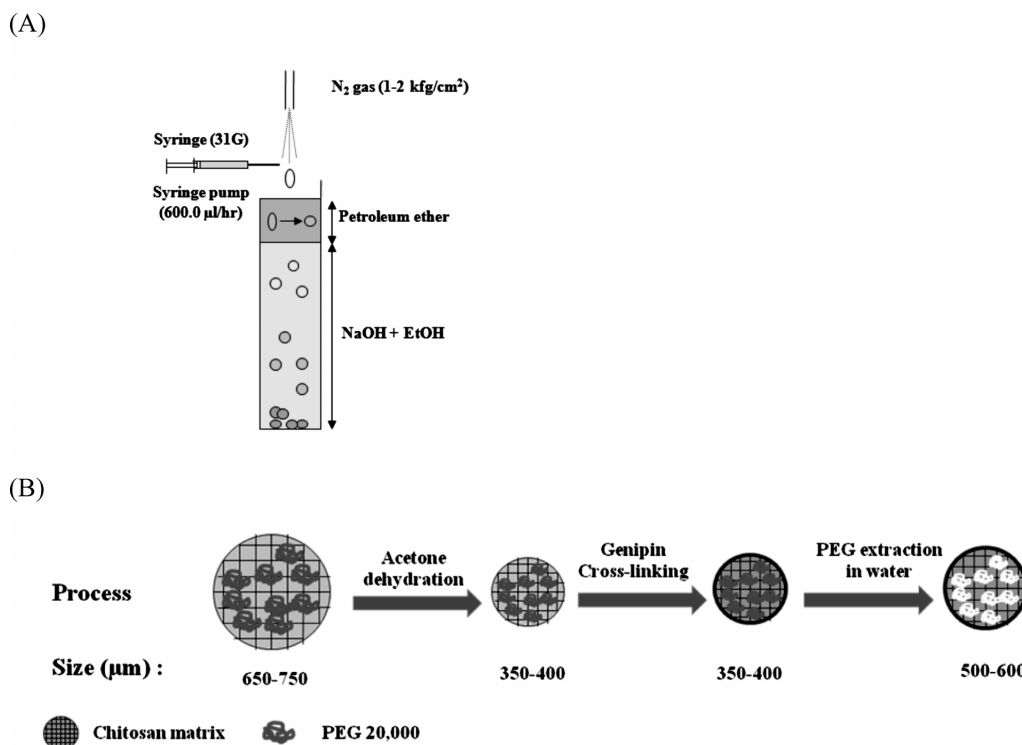 (A)
N₂ gas (1-2 kfg/cm²)
Syringe (31G)
Syringe pump
(600.0 µl/hr)
Petroleum ether
NaOH + EtOH
(B)
Process
Acetone
dehydration
Genipin
Cross-linking
PEG extraction
in water
Size (µm) :
650-750
350-400
350-400
500-600
Chitosan matrix
PEG 20,000